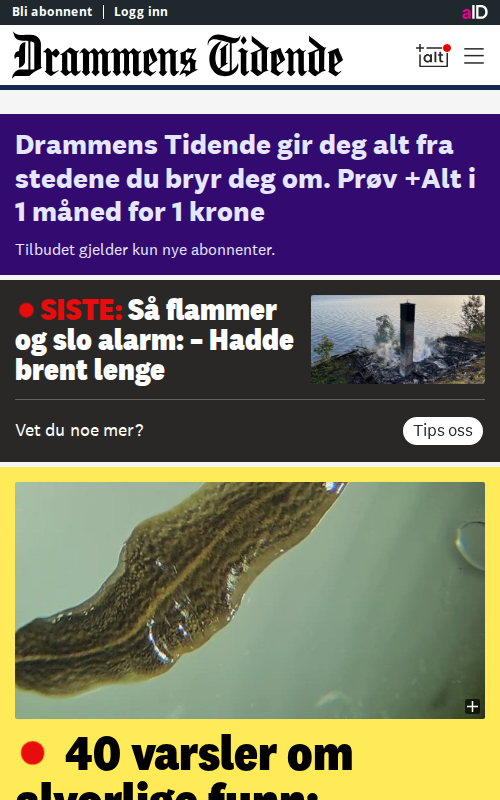 Bli abonnent
Logg inn
aID
Drammens Tidende
+alt
Drammens Tidende gir deg alt fra
stedene du bryr deg om. Prøv +Alt i
1 måned for 1 krone
Tilbudet gjelder kun nye abonnenter.
SISTE: Så flammer
og slo alarm: – Hadde
brent lenge
Vet du noe mer?
Tips oss
40 varsler om
alvorlige funn: